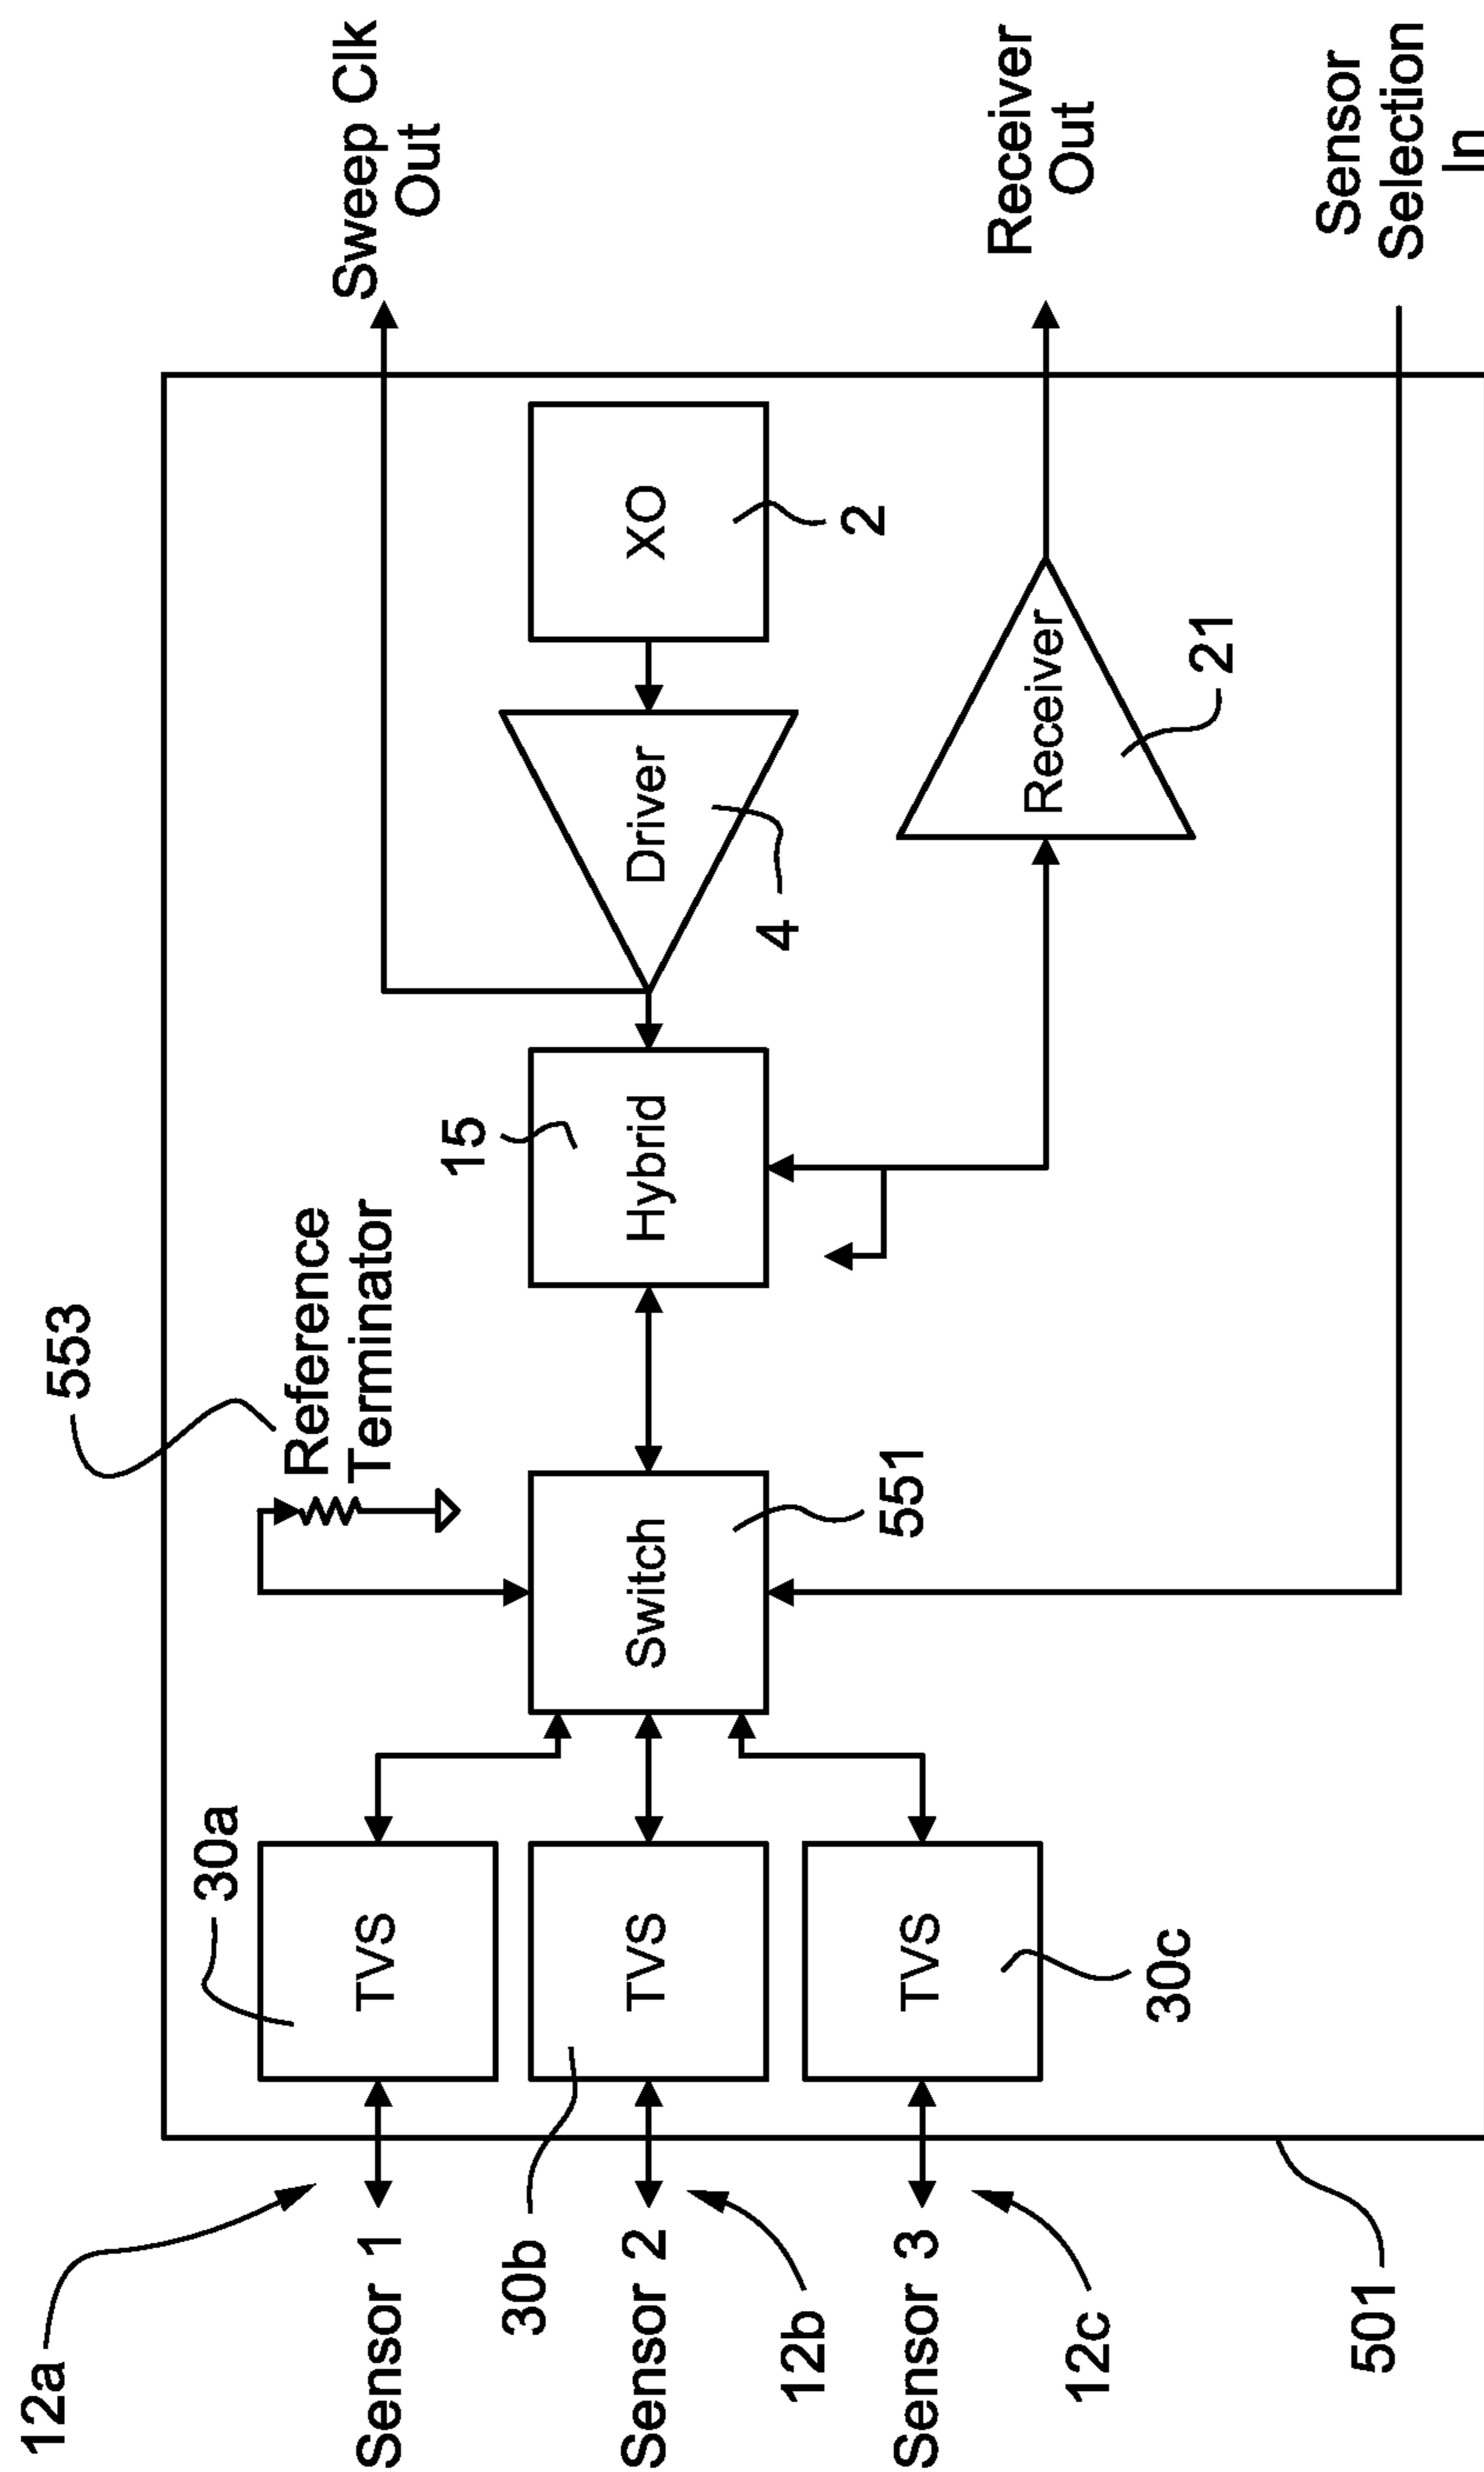 12a
Sensor 1
30a
TVS
553
Reference
Terminator
15
Sweep Clk
Out
30b
Sensor 2
12b
TVS
Switch
551
Hybrid
Driver
4
XO
2
Sensor 3
12c
TVS
30c
Receiver
21
Receiver
Out
501
Sensor
Selection
In